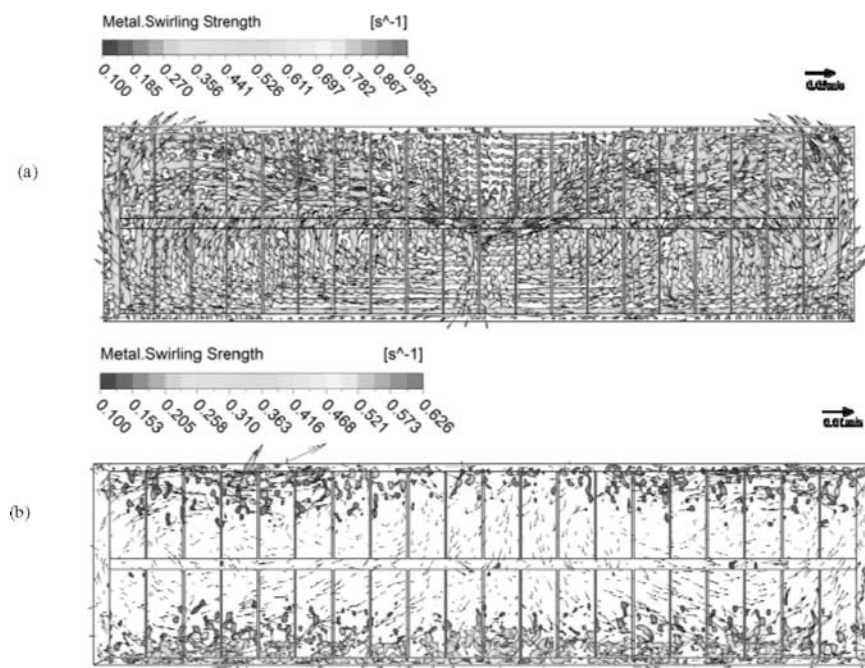 Metal.Swirling Strength [s^-1]
0.100 0.185 0.270 0.356 0.441 0.526 0.611 0.697 0.782 0.867 0.952
(a)
Metal.Swirling Srength [s^-1]
0.100 0.153 0.205 0.258 0.310 0.363 0.416 0.468 0.521 0.573 0.626
(b)